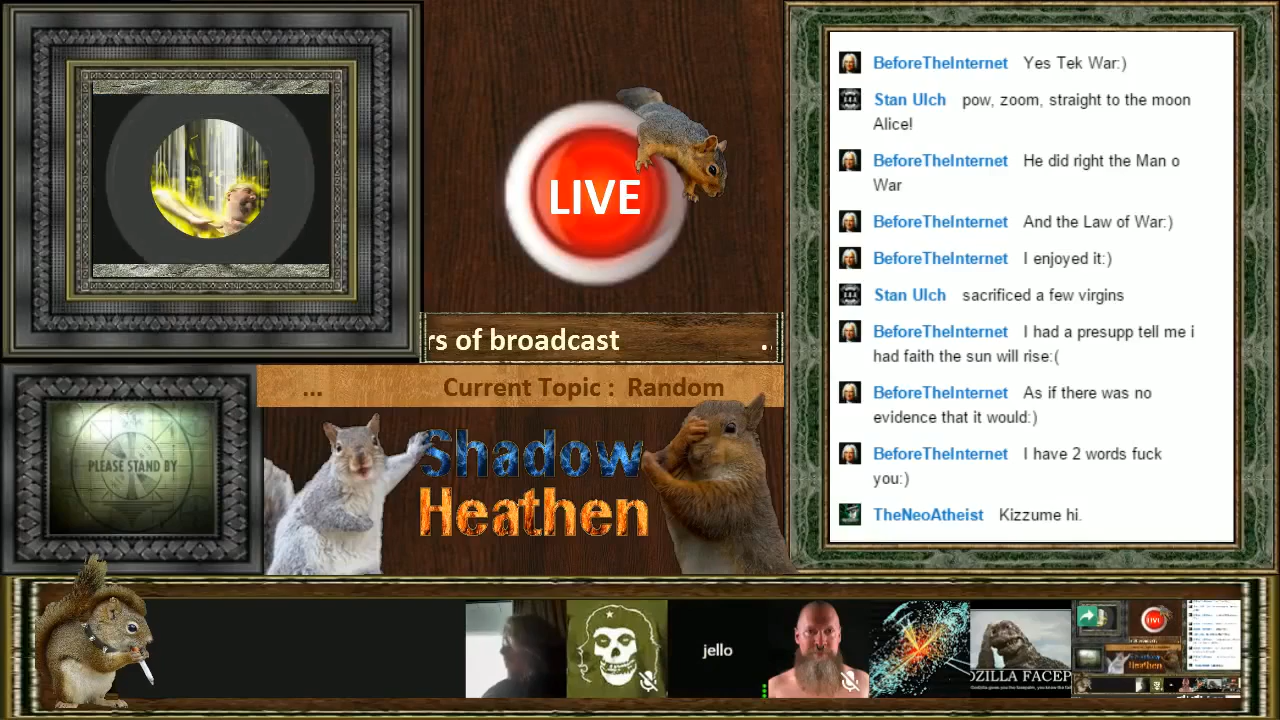 LIVE
rs of broadcast ..
... Current Topic : Random
PLEASE STAND BY
Shadow
Heathen
BeforeTheInternet Yes Tek War:)
Stan Ulch pow, zoom, straight to the moon
Alice!
BeforeTheInternet He did right the Man o
War
BeforeTheInternet And the Law of War:)
BeforeTheInternet I enjoyed it:)
Stan Ulch sacrificed a few virgins
BeforeTheInternet I had a presupp tell me i
had faith the sun will rise:(
BeforeTheInternet As if there was no
evidence that it would:)
BeforeTheInternet I have 2 words fuck
you:)
TheNeoAtheist Kizzume hi.
jello
OZILLA FACEP
LIVE
Heathen